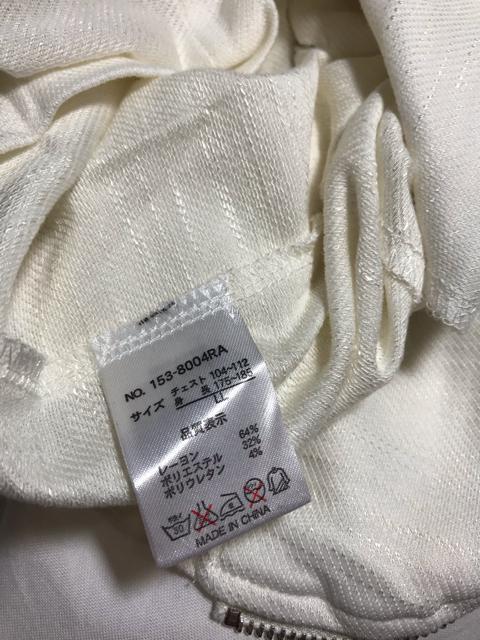 NO. 153-8004RA
サイズ チェスト 104~112
身 長 175~185
LL
品質表示
レーヨン 64%
ポリエステル 32%
ポリウレタン 4%
30
MADE IN CHINA